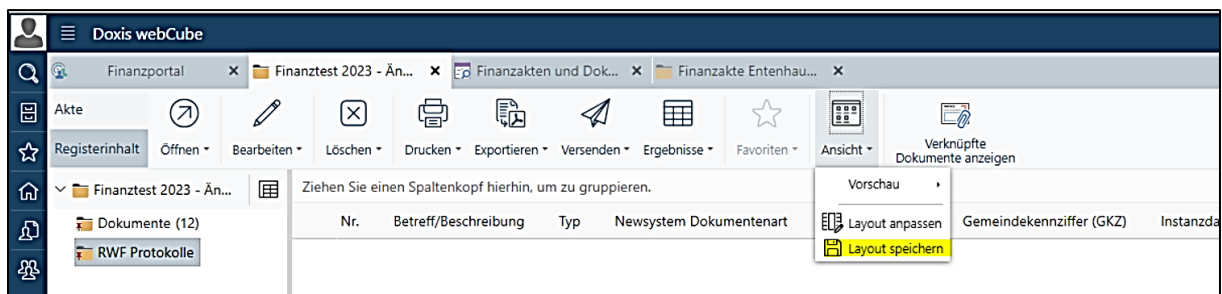 Doxis webCube
Finanzportal
Finanztest 2023 - Än...
Finanzakten und Dok...
Finanzakte Entenhau...
Akte
Registerinhalt
Öffnen
Bearbeiten
Löschen
Drucken
Exportieren
Versenden
Ergebnisse
Favoriten
Ansicht
Verknüpfte
Dokumente anzeigen
Vorschau
Layout anpassen
Layout speichern
Finanztest 2023 - Än...
Dokumente (12)
RWF Protokolle
Ziehen Sie einen Spaltenkopf hierhin, um zu gruppieren.
Nr. Betreff/Beschreibung Typ Newsystem Dokumentenart Gemeindekennziffer (GKZ) Instanzda